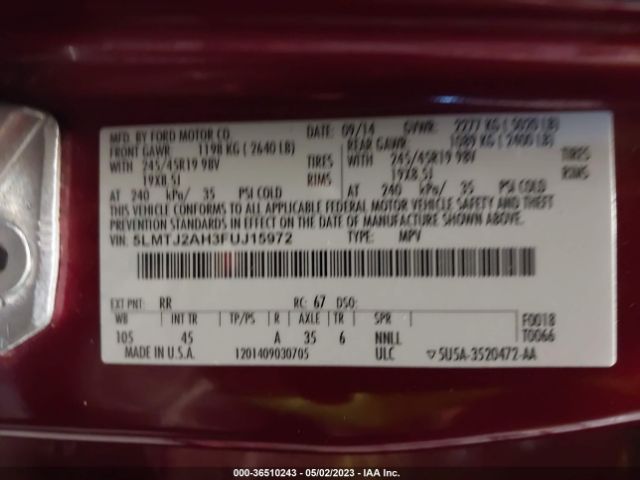 MFD. BY FORD MOTOR CO. DATE: 09/14 GVWR: 2277 KG ( 5020 LB)
FRONT GAWR: 1198 KG ( 2640 LB) REAR GAWR: 1089 KG ( 2400 LB)
WITH 245/45R19 98V TIRES WITH 245/45R19 98V TIRES
19X8.5J RIMS 19X8.5J RIMS
AT 240 kPa/ 35 PSI COLD AT 240 kPa/ 35 PSI COLD
THIS VEHICLE CONFORMS TO ALL APPLICABLE FEDERAL MOTOR VEHICLE SAFETY AND THEFT
PREVENTION STANDARDS IN EFFECT ON THE DATE OF MANUFACTURE SHOWN ABOVE.
VIN: 5LMTJ2AH3FUJ15972 TYPE: MPV
EXT PNT: RR RC: 67 DSO:
WB INT TR TP/PS R AXLE TR SPR F0018
105 45 A 35 6 NNLL T0066
MADE IN U.S.A. 1201409030705 ULC ▽5U5A-3520472-AA
000-36510243 - 05/02/2023 - IAA Inc.